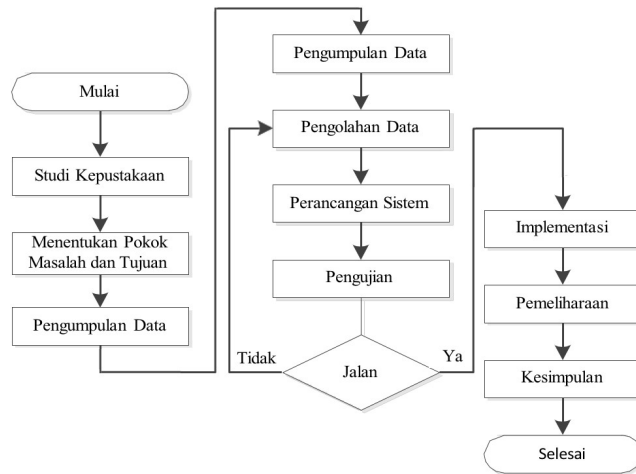 Mulai
Studi Kepustakaan
Menentukan Pokok
Masalah dan Tujuan
Pengumpulan Data
Pengumpulan Data
Pengolahan Data
Perancangan Sistem
Pengujian
Jalan
Tidak
Ya
Implementasi
Pemeliharaan
Kesimpulan
Selesai